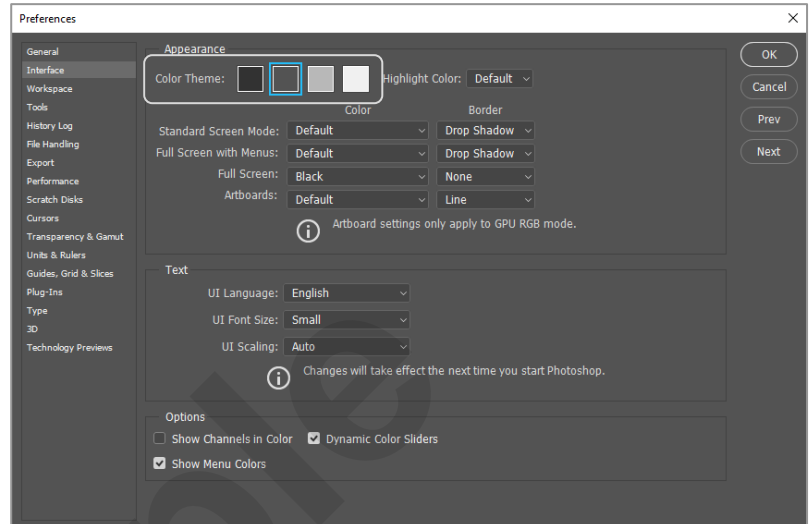 Preferences
General
Interface
Workspace
Tools
History Log
File Handling
Export
Performance
Scratch Disks
Cursors
Transparency & Gamut
Units & Rulers
Guides, Grid & Slices
Plug-Ins
Type
3D
Technology Previews
Appearance
Color Theme: Highlight Color: Default
Color Border
Standard Screen Mode: Default Drop Shadow
Full Screen with Menus: Default Drop Shadow
Full Screen: Black None
Artboards: Default Line
Artboard settings only apply to GPU RGB mode.
Text
UI Language: English
UI Font Size: Small
UI Scaling: Auto
Changes will take effect the next time you start Photoshop.
Options
Show Channels in Color Dynamic Color Sliders
Show Menu Colors
OK
Cancel
Prev
Next